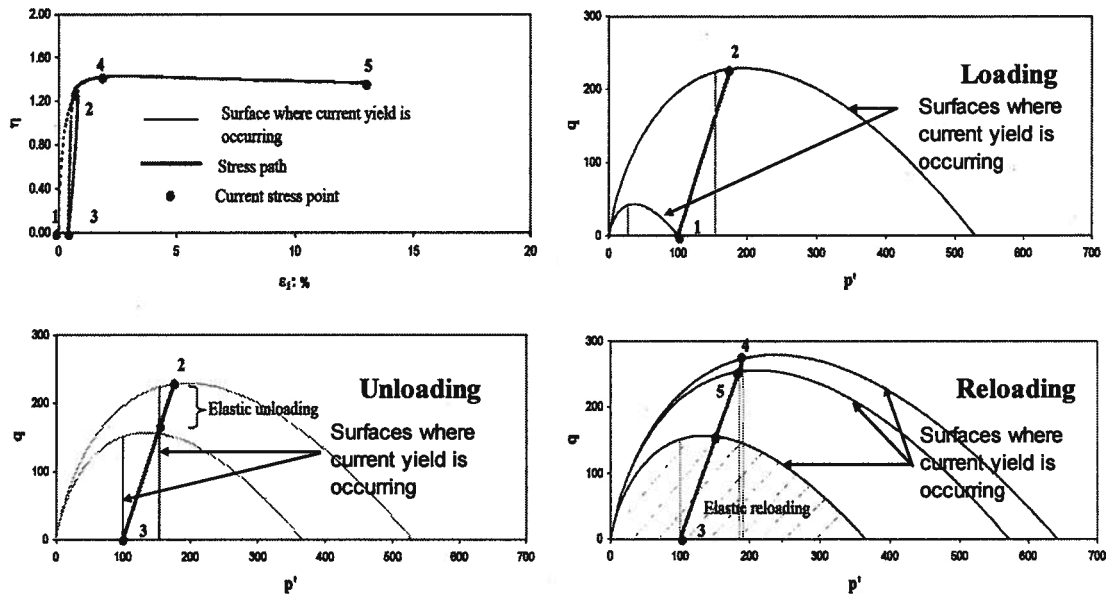 2.00
1.60
1.20
0.80
0.40
0.00
η
4
5
2
1
3
Surface where current yield is
occurring
Stress path
Current stress point
0
5
10
15
20
ε₁: %
300
200
100
0
q
2
Loading
Surfaces where
current yield is
occurring
1
0
100
200
300
400
500
600
700
p'
300
200
100
0
q
2
Unloading
Elastic unloading
Surfaces where
current yield is
occurring
3
0
100
200
300
400
500
600
700
p'
300
200
100
0
q
4
Reloading
5
Surfaces where
current yield is
occurring
Elastic reloading
3
0
100
200
300
400
500
600
700
p'